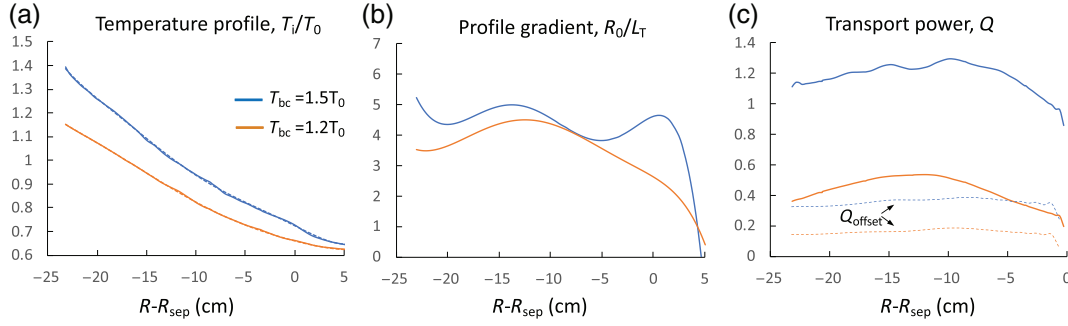 (a)
Temperature profile, Ti/T0
1.5
1.4
1.3
1.2
1.1
1
0.9
0.8
0.7
0.6
Tbc =1.5T0
Tbc =1.2T0
−25 −20 −15 −10 −5 0 5
R-Rsep (cm)
(b)
Profile gradient, R0/LT
7
6
5
4
3
2
1
0
−25 −20 −15 −10 −5 0 5
R-Rsep (cm)
(c)
Transport power, Q
1.4
1.2
1
0.8
0.6
0.4
0.2
0
Qoffset
−25 −20 −15 −10 −5 0
R-Rsep (cm)